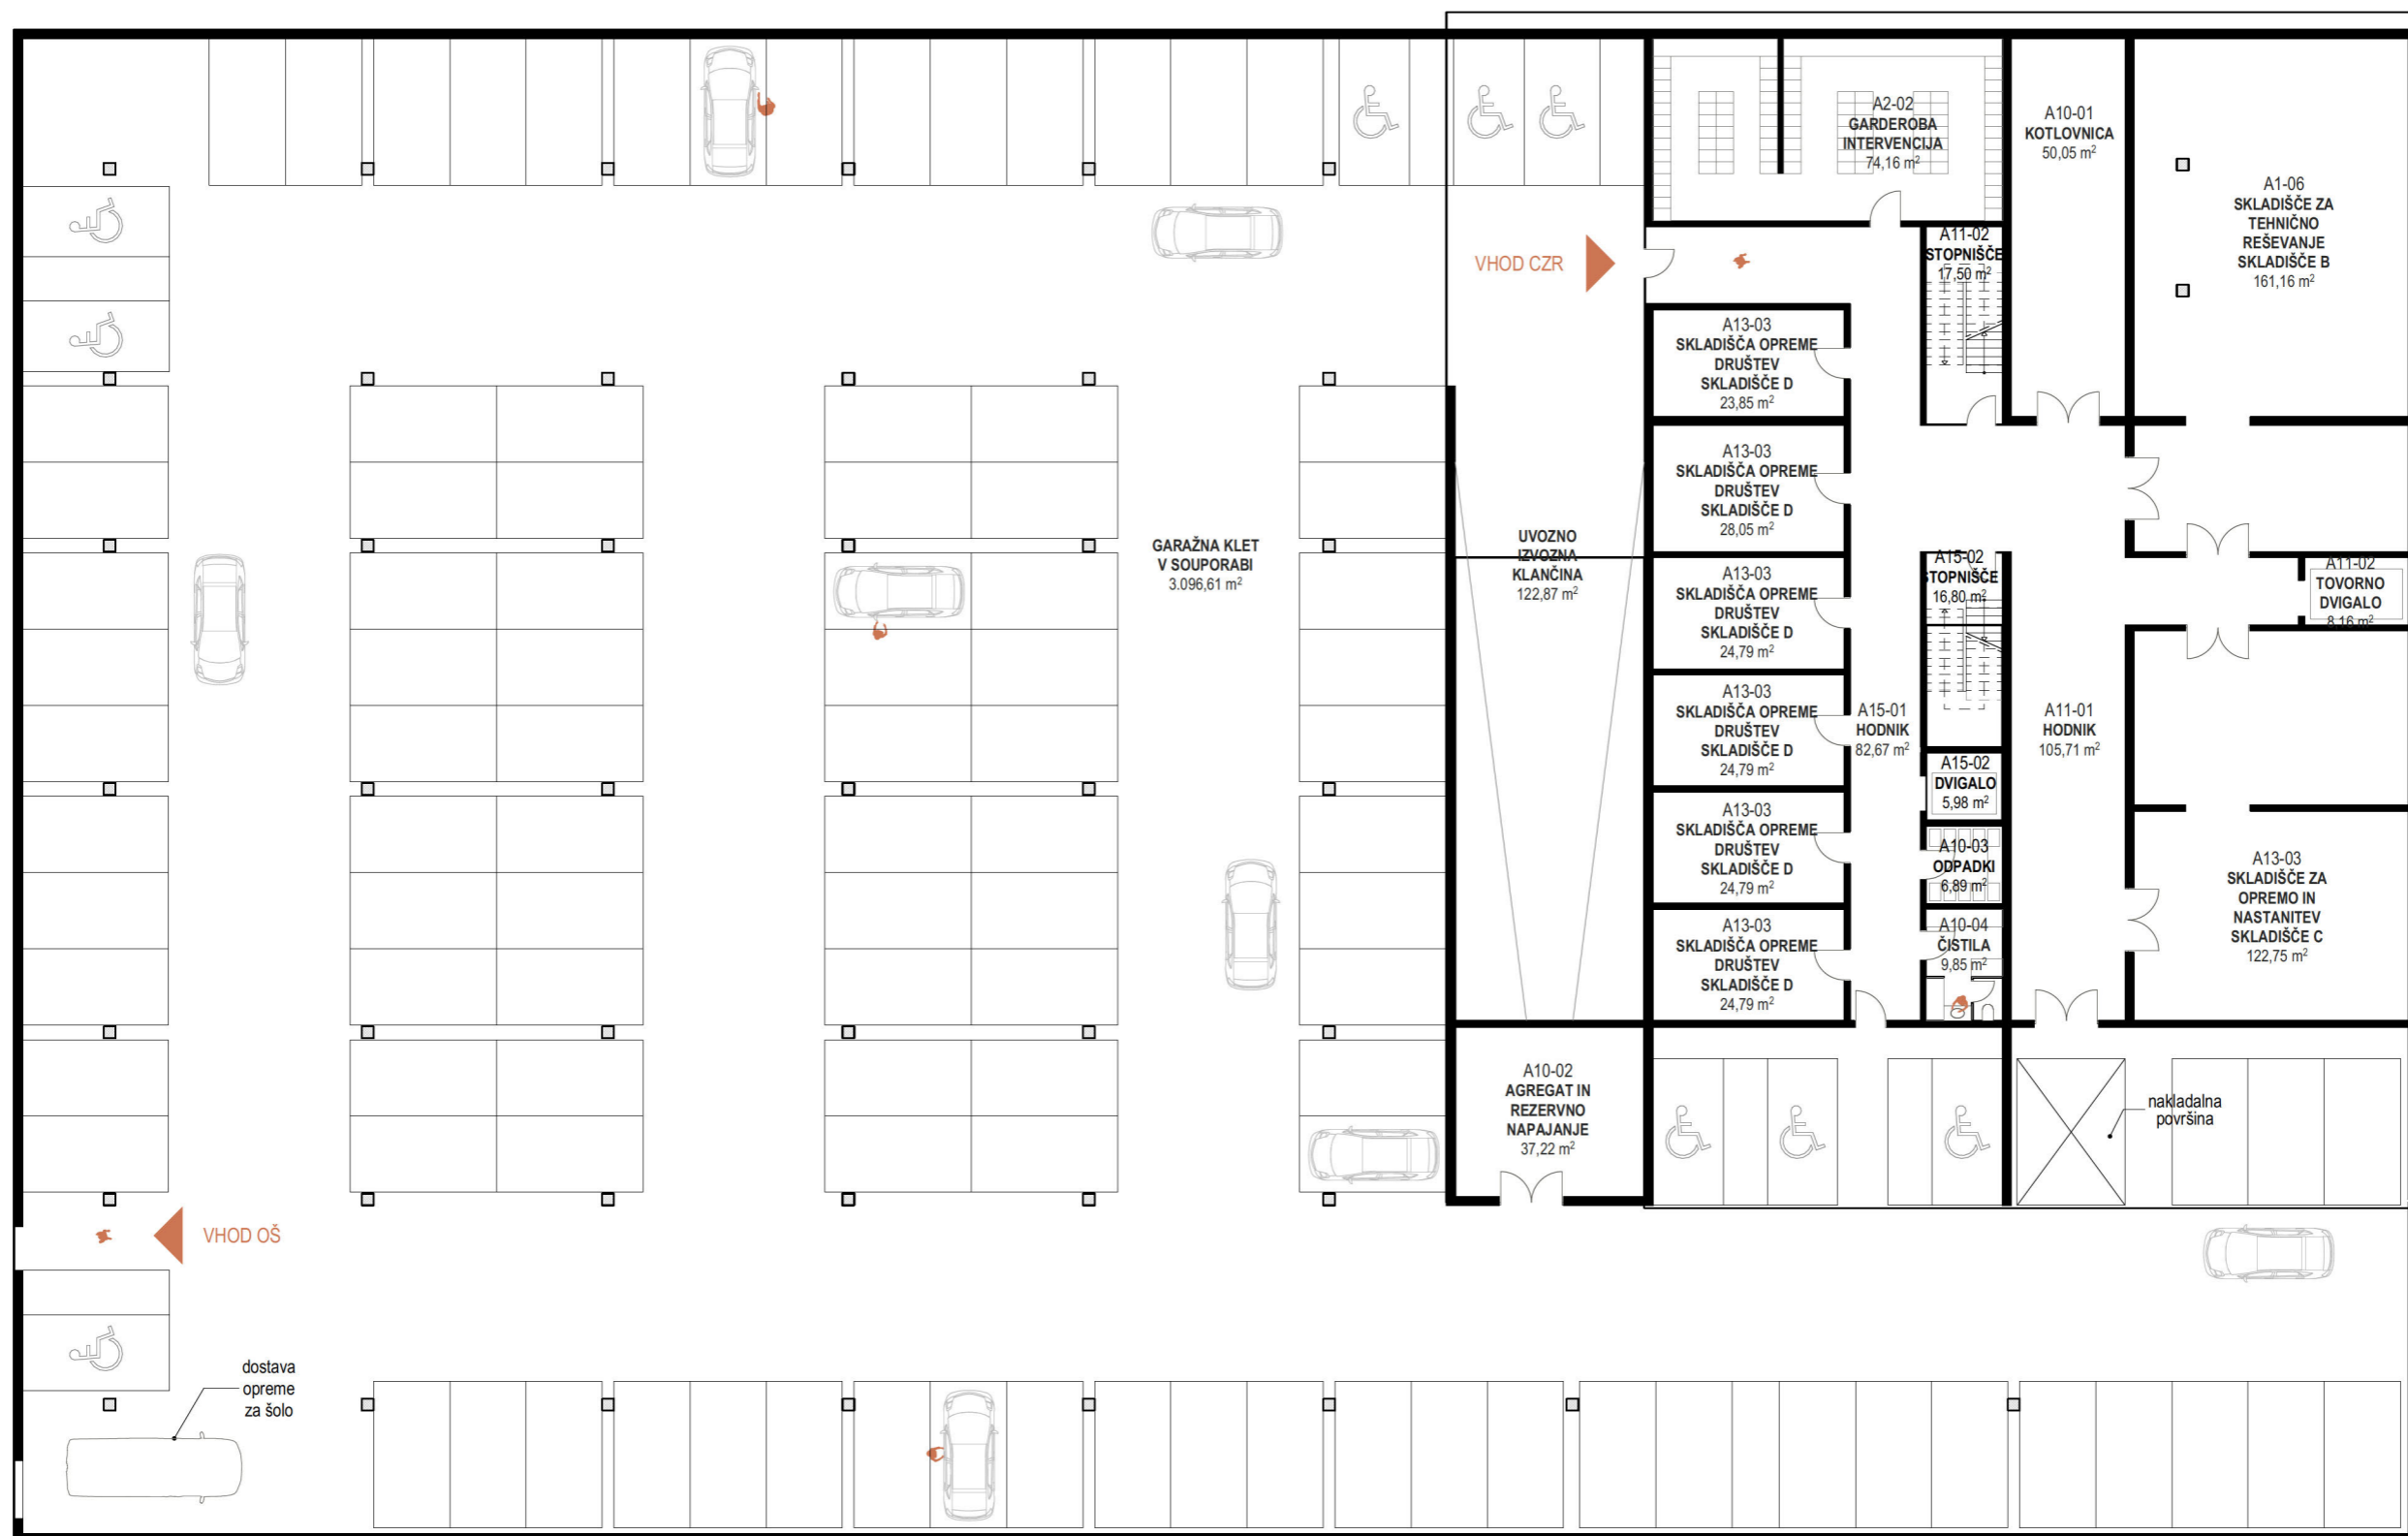 A2-02
GARDEROBA
INTERVENCIJA
74,16 m²
A10-01
KOTLOVNICA
50,05 m²
A1-06
SKLADIŠČE ZA
TEHNIČNO
REŠEVANJE
SKLADIŠČE B
161,16 m²
VHOD CZR
A11-02
STOPNIŠČE
17,50 m²
A13-03
SKLADIŠČA OPREME
DRUŠTEV
SKLADIŠČE D
23,85 m²
A13-03
SKLADIŠČA OPREME
DRUŠTEV
SKLADIŠČE D
28,05 m²
GARAŽNA KLET
V SOUPORABI
3.096,61 m²
UVOZNO
IZVOZNA
KLANČINA
122,87 m²
A13-03
SKLADIŠČA OPREME
DRUŠTEV
SKLADIŠČE D
24,79 m²
A15-02
STOPNIŠČE
16,80 m²
A11-02
TOVORNO
DVIGALO
8,16 m²
A13-03
SKLADIŠČA OPREME
DRUŠTEV
SKLADIŠČE D
24,79 m²
A15-01
HODNIK
82,67 m²
A11-01
HODNIK
105,71 m²
A15-02
DVIGALO
5,98 m²
A13-03
SKLADIŠČA OPREME
DRUŠTEV
SKLADIŠČE D
24,79 m²
A10-03
ODPADKI
6,89 m²
A13-03
SKLADIŠČE ZA
OPREMO IN
NASTANITEV
SKLADIŠČE C
122,75 m²
A13-03
SKLADIŠČA OPREME
DRUŠTEV
SKLADIŠČE D
24,79 m²
A10-04
ČISTILA
9,85 m²
A10-02
AGREGAT IN
REZERVNO
NAPAJANJE
37,22 m²
nakladalna
površina
VHOD OŠ
dostava
opreme
za šolo